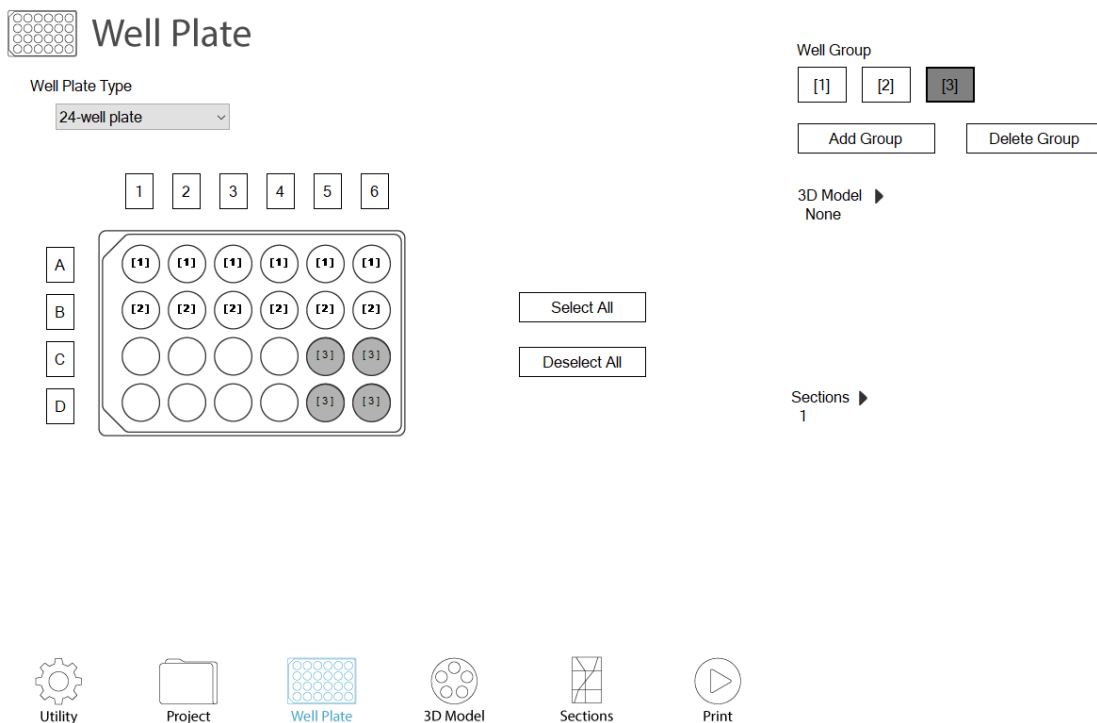 Well Plate
Well Plate Type
24-well plate
1 2 3 4 5 6
A [1] [1] [1] [1] [1] [1]
B [2] [2] [2] [2] [2] [2]
C [3] [3]
D [3] [3]
Select All
Deselect All
Well Group
[1] [2] [3]
Add Group Delete Group
3D Model
None
Sections
1
Utility Project Well Plate 3D Model Sections Print